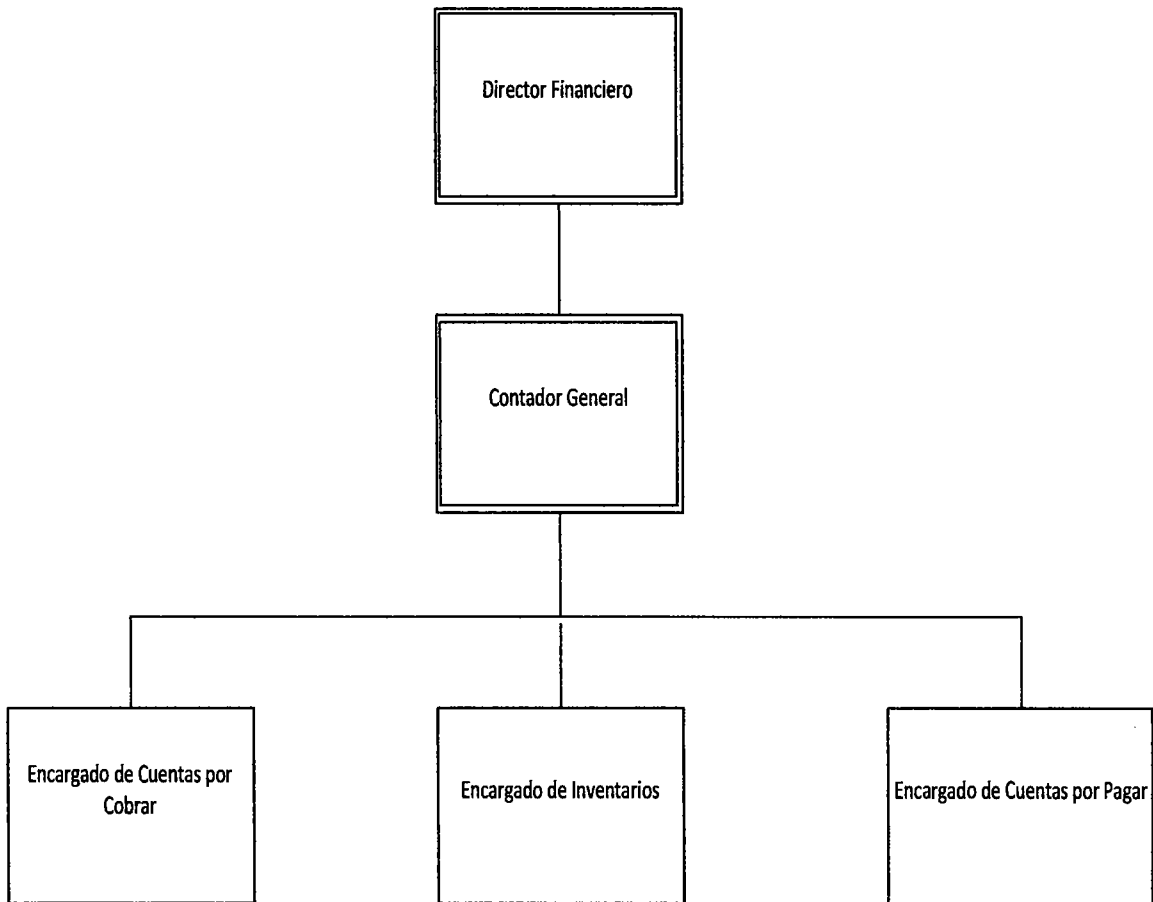 Director Financiero
Contador General
Encargado de Cuentas por
Cobrar
Encargado de Inventarios
Encargado de Cuentas por Pagar